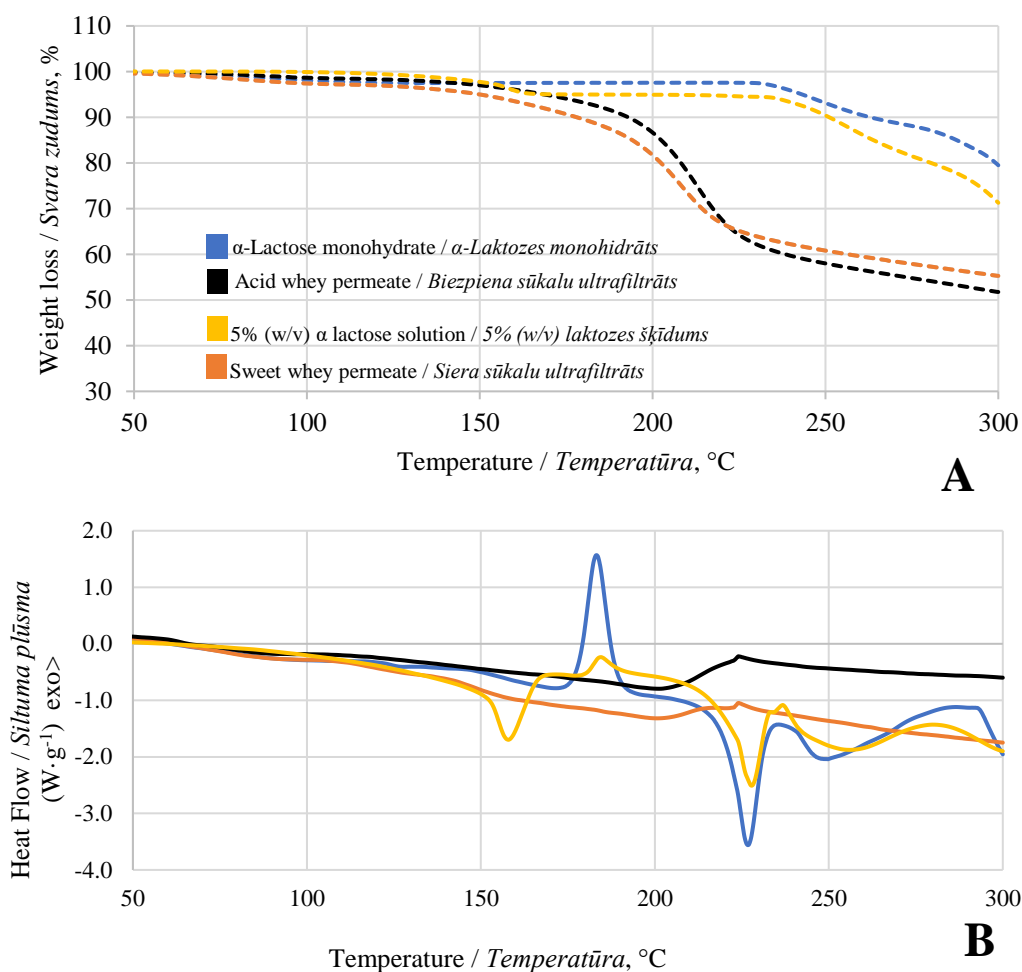 110
100
90
80
70
60
50
40
30
Weight loss / Svara zudums, %
α-Lactose monohydrate / α-Laktozes monohidrāts
Acid whey permeate / Biezpiena sūkalu ultrafiltrāts
5% (w/v) α lactose solution / 5% (w/v) laktozes šķīdums
Sweet whey permeate / Siera sūkalu ultrafiltrāts
50 100 150 200 250 300
Temperature / Temperatūra, °C
A
2.0
1.0
0.0
-1.0
-2.0
-3.0
-4.0
Heat Flow / Siltuma plūsma
(W·g⁻¹) exo>
50 100 150 200 250 300
Temperature / Temperatūra, °C
B